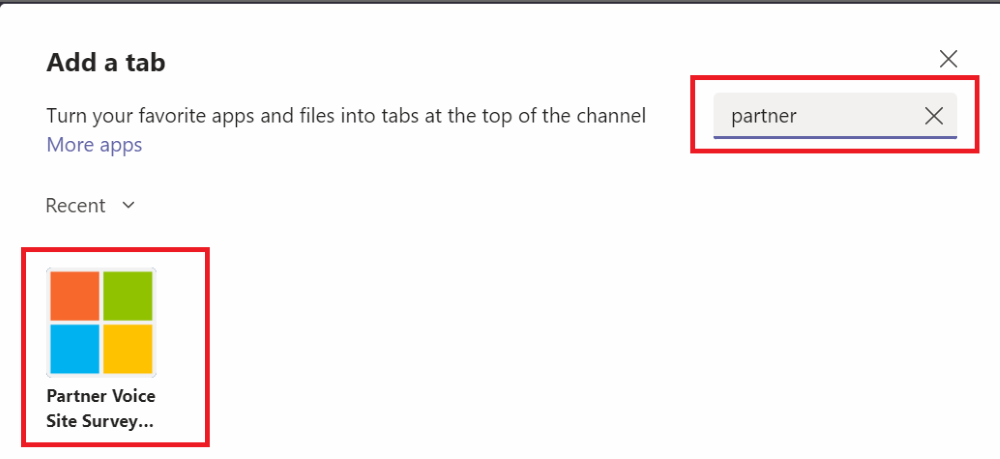 Add a tab
Turn your favorite apps and files into tabs at the top of the channel
More apps
partner
Recent
Partner Voice
Site Survey...